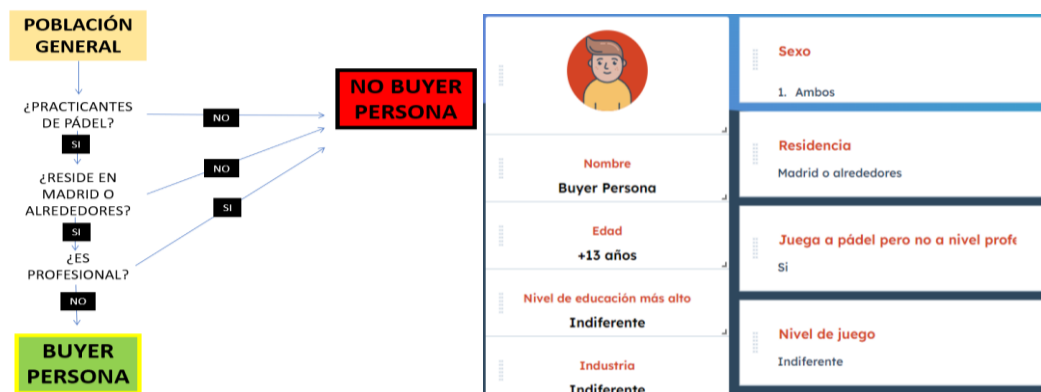 POBLACIÓN
GENERAL
¿PRACTICANTES
DE PÁDEL?
NO
SI
¿RESIDE EN
MADRID O
ALREDEDORES?
NO
SI
SI
¿ES
PROFESIONAL?
NO
BUYER
PERSONA
NO BUYER
PERSONA
Nombre
Buyer Persona
Edad
+13 años
Nivel de educación más alto
Indiferente
Industria
Indiferente
Sexo
1. Ambos
Residencia
Madrid o alrededores
Juega a pádel pero no a nivel profe
Si
Nivel de juego
Indiferente